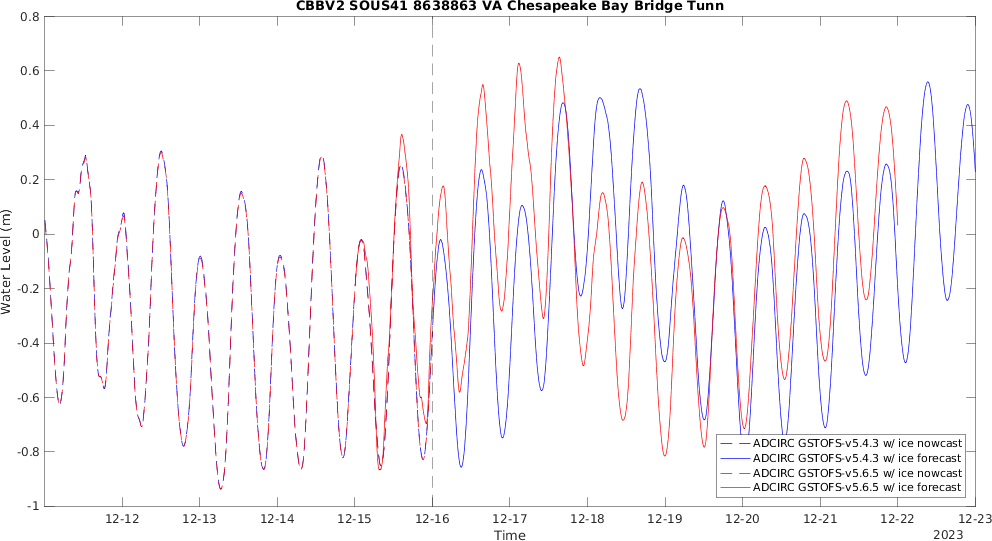 CBBV2 SOUS41 8638863 VA Chesapeake Bay Bridge Tunn
0.8
0.6
0.4
0.2
0
-0.2
-0.4
-0.6
-0.8
-1
Water Level (m)
ADCIRC GSTOFS-v5.4.3 w/ ice nowcast
ADCIRC GSTOFS-v5.4.3 w/ ice forecast
ADCIRC GSTOFS-v5.6.5 w/ ice nowcast
ADCIRC GSTOFS-v5.6.5 w/ ice forecast
12-12 12-13 12-14 12-15 12-16 12-17 12-18 12-19 12-20 12-21 12-22 12-23
Time
2023